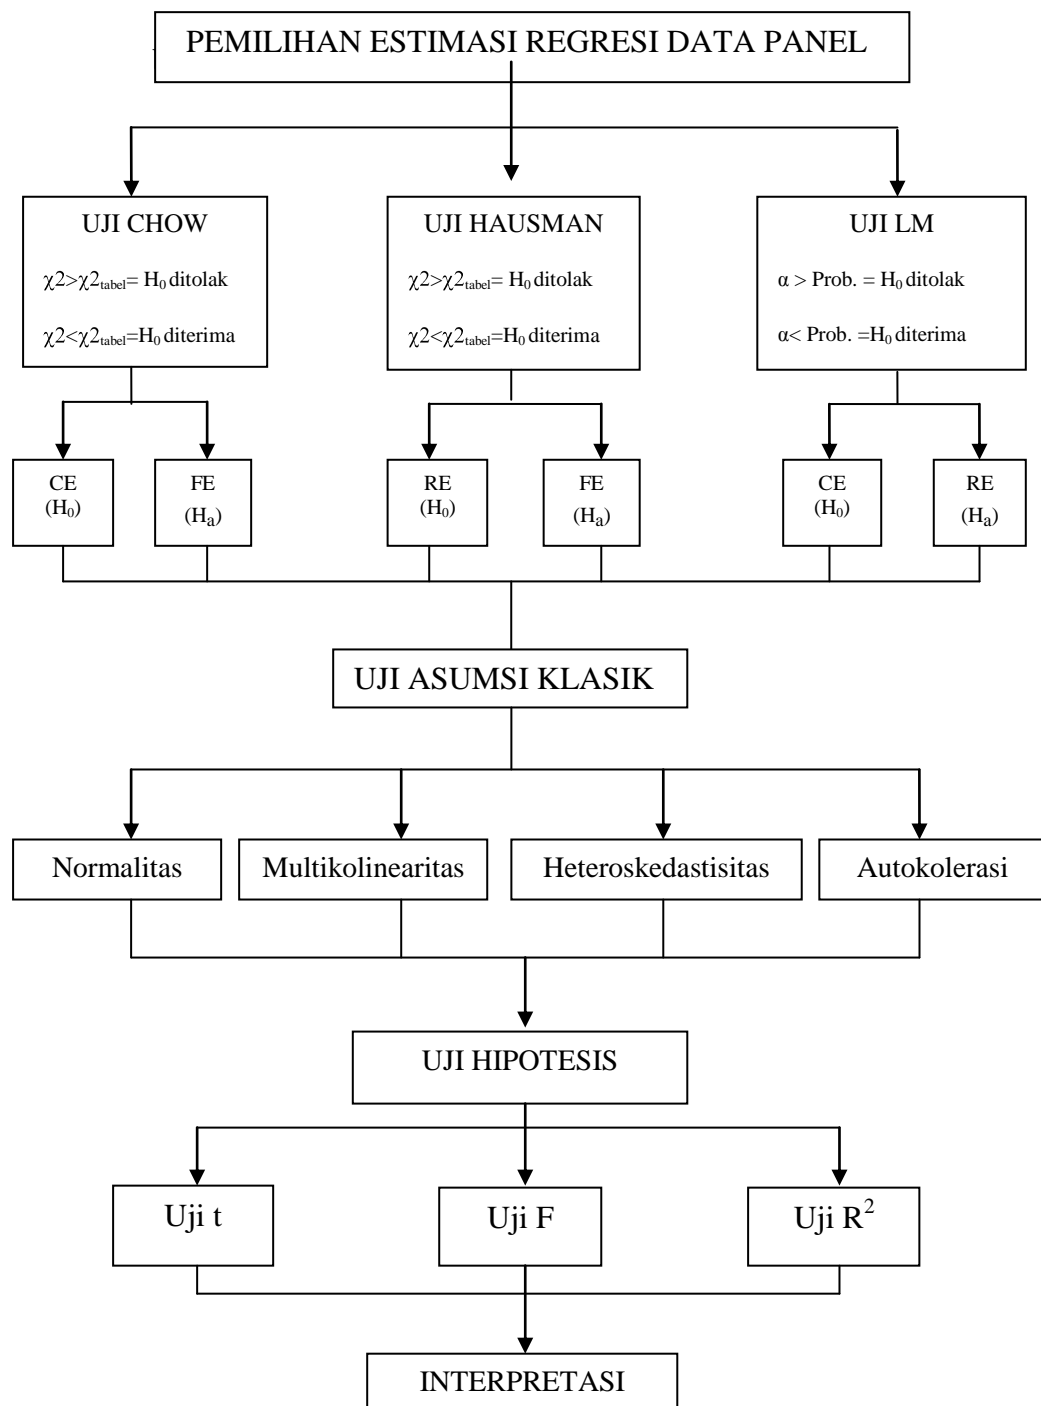 PEMILIHAN ESTIMASI REGRESI DATA PANEL
UJI CHOW
χ2>χ2tabel= H0 ditolak
χ2<χ2tabel=H0 diterima
UJI HAUSMAN
χ2>χ2tabel= H0 ditolak
χ2<χ2tabel=H0 diterima
UJI LM
α > Prob. = H0 ditolak
α< Prob. =H0 diterima
CE
(H0)
FE
(Ha)
RE
(H0)
FE
(Ha)
CE
(H0)
RE
(Ha)
UJI ASUMSI KLASIK
Normalitas
Multikolinearitas
Heteroskedastisitas
Autokolerasi
UJI HIPOTESIS
Uji t
Uji F
Uji R²
INTERPRETASI